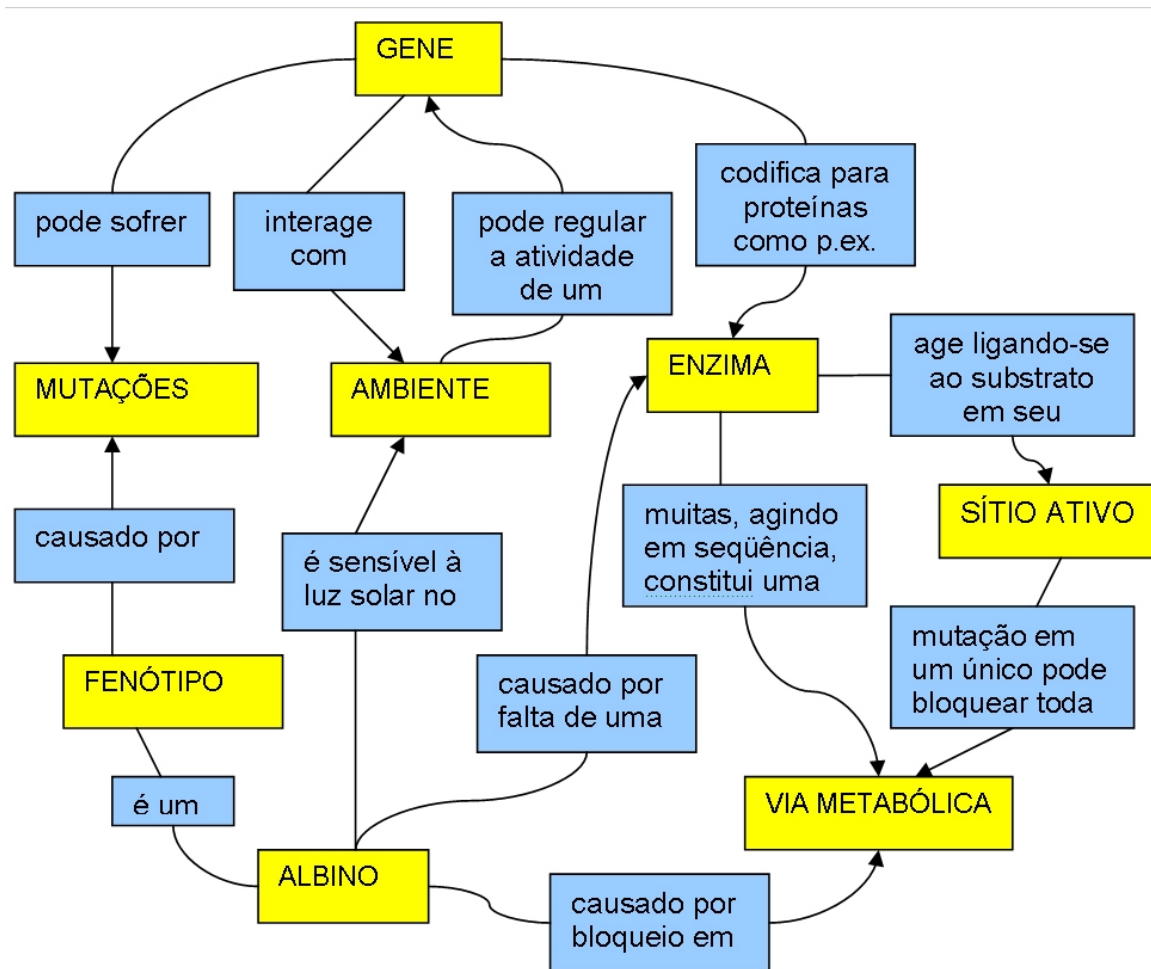 GENE
pode sofrer
interage
com
pode regular
a atividade
de um
codifica para
proteínas
como p.ex.
MUTAÇÕES
AMBIENTE
ENZIMA
age ligando-se
ao substrato
em seu
causado por
é sensível à
luz solar no
muitas, agindo
em seqüência,
constitui uma
SÍTIO ATIVO
FENÓTIPO
causado por
falta de uma
mutação em
um único pode
bloquear toda
é um
VIA METABÓLICA
ALBINO
causado por
bloqueio em